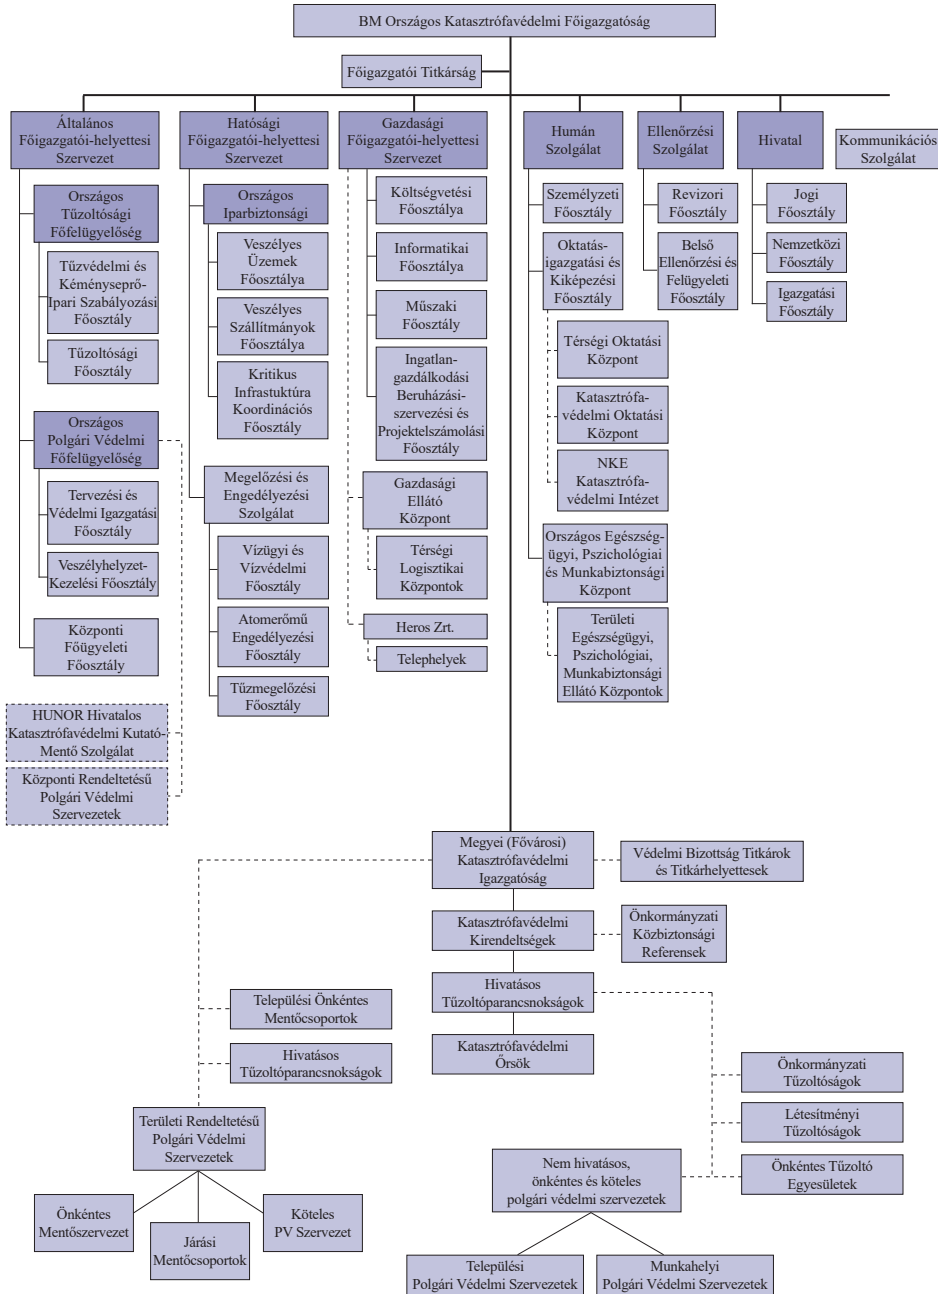 BM Országos Katasztrófavédelmi Főigazgatóság
Főigazgatói Titkárság
Általános
Főigazgatói-helyettesi
Szervezet
Országos
Tűzoltósági
Főfelügyelőség
Tűzvédelmi és
Kéményseprő-
Ipari Szabályozási
Főosztály
Tűzoltósági
Főosztály
Országos
Polgári Védelmi
Főfelügyelőség
Tervezési és
Védelmi Igazgatási
Főosztály
Veszélyhelyzet-
Kezelési Főosztály
Központi
Főügyeleti
Főosztály
HUNOR Hivatalos
Katasztrófavédelmi Kutató-
Mentő Szolgálat
Központi Rendeltetésű
Polgári Védelmi
Szervezetek
Hatósági
Főigazgatói-helyettesi
Szervezet
Országos
Iparbiztonsági
Veszélyes
Üzemek
Főosztálya
Veszélyes
Szállítmányok
Főosztálya
Kritikus
Infrastuktúra
Koordinációs
Főosztály
Megelőzési és
Engedélyezési
Szolgálat
Vízügyi és
Vízvédelmi
Főosztály
Atomerőmű
Engedélyezési
Főosztály
Tűzmegelőzési
Főosztály
Gazdasági
Főigazgatói-helyettesi
Szervezet
Költségvetési
Főosztálya
Informatikai
Főosztálya
Műszaki
Főosztály
Ingatlan-
gazdálkodási
Beruházási-
szervezési és
Projektelszámolási
Főosztály
Gazdasági
Ellátó
Központ
Térségi
Logisztikai
Központok
Heros Zrt.
Telephelyek
Humán
Szolgálat
Személyzeti
Főosztály
Oktatás-
igazgatási és
Kiképezési
Főosztály
Térségi Oktatási
Központ
Katasztrófa-
védelmi Oktatási
Központ
NKE
Katasztrófa-
védelmi Intézet
Országos Egészség-
ügyi, Pszichológiai
és Munkabiztonsági
Központ
Területi
Egészségügyi,
Pszichológiai,
Munkabiztonsági
Ellátó Központok
Ellenőrzési
Szolgálat
Revizori
Főosztály
Belső
Ellenőrzési és
Felügyeleti
Főosztály
Hivatal
Jogi
Főosztály
Nemzetközi
Főosztály
Igazgatási
Főosztály
Kommunikációs
Szolgálat
Megyei (Fővárosi)
Katasztrófavédelmi
Igazgatóság
Védelmi Bizottság Titkárok
és Titkárhelyettesek
Katasztrófavédelmi
Kirendeltségek
Önkormányzati
Közbiztonsági
Referensek
Hivatásos
Tűzoltóparancsnokságok
Katasztrófavédelmi
Őrsök
Települési Önkéntes
Mentőcsoportok
Hivatásos
Tűzoltóparancsnokságok
Területi Rendeltetésű
Polgári Védelmi
Szervezetek
Önkéntes
Mentőszervezet
Járási
Mentőcsoportok
Köteles
PV Szervezet
Önkormányzati
Tűzoltóságok
Létesítményi
Tűzoltóságok
Önkéntes Tűzoltó
Egyesületek
Nem hivatásos,
önkéntes és köteles
polgári védelmi szervezetek
Települési
Polgári Védelmi Szervezetek
Munkahelyi
Polgári Védelmi Szervezetek